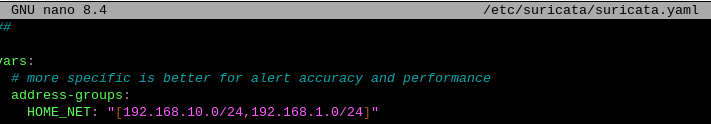 GNU nano 8.4 /etc/suricata/suricata.yaml
##
vars:
# more specific is better for alert accuracy and performance
address-groups:
HOME_NET: "[192.168.10.0/24,192.168.1.0/24]"